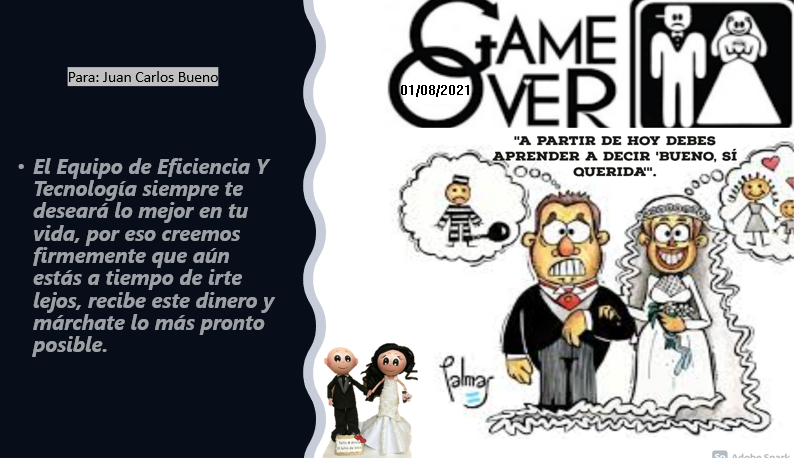 Para: Juan Carlos Bueno
• El Equipo de Eficiencia Y
Tecnología siempre te
deseará lo mejor en tu
vida, por eso creemos
firmemente que aún
estás a tiempo de irte
lejos, recibe este dinero y
márchate lo más pronto
posible.
GAME
OVER
01/08/2021
"A PARTIR DE HOY DEBES
APRENDER A DECIR 'BUENO, SÍ
QUERIDA'".
Palmas
Sp Adobe Spark